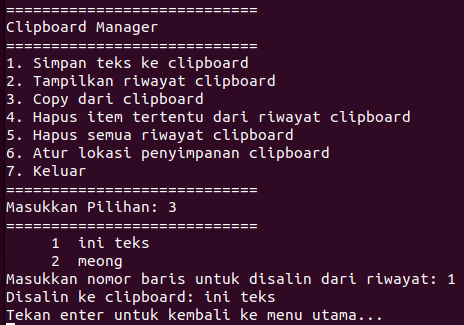 ============================
Clipboard Manager
============================
1. Simpan teks ke clipboard
2. Tampilkan riwayat clipboard
3. Copy dari clipboard
4. Hapus item tertentu dari riwayat clipboard
5. Hapus semua riwayat clipboard
6. Atur lokasi penyimpanan clipboard
7. Keluar
============================
Masukkan Pilihan: 3
============================
     1  ini teks
     2  meong
Masukkan nomor baris untuk disalin dari riwayat: 1
Disalin ke clipboard: ini teks
Tekan enter untuk kembali ke menu utama...